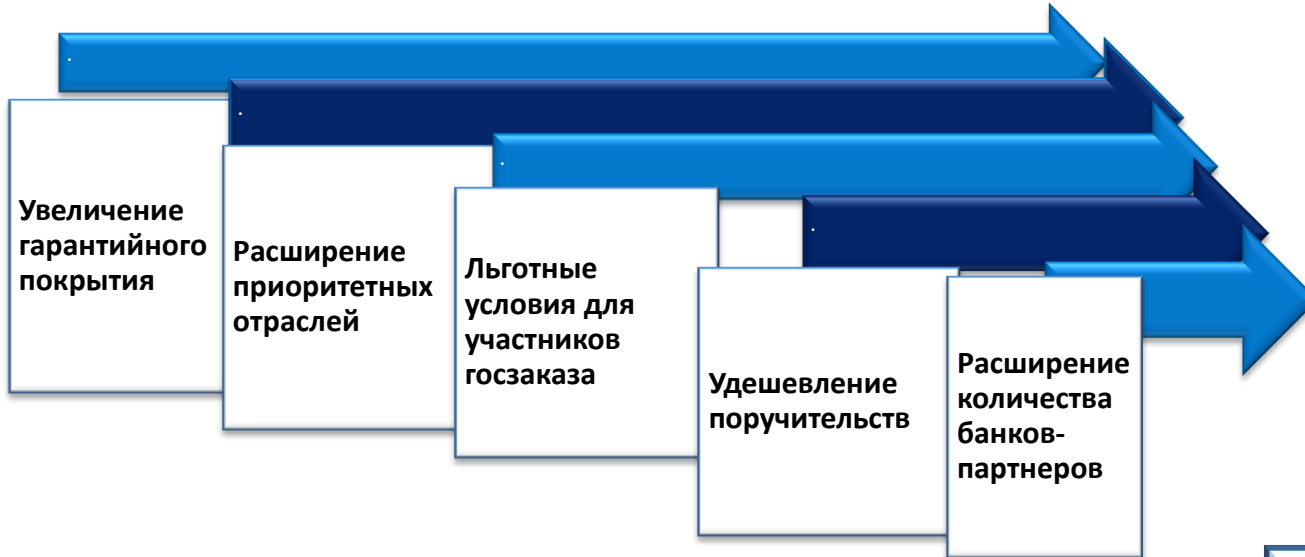 Увеличение
гарантийного
покрытия
Расширение
приоритетных
отраслей
Льготные
условия для
участников
госзаказа
Удешевление
поручительств
Расширение
количества
банков-
партнеров